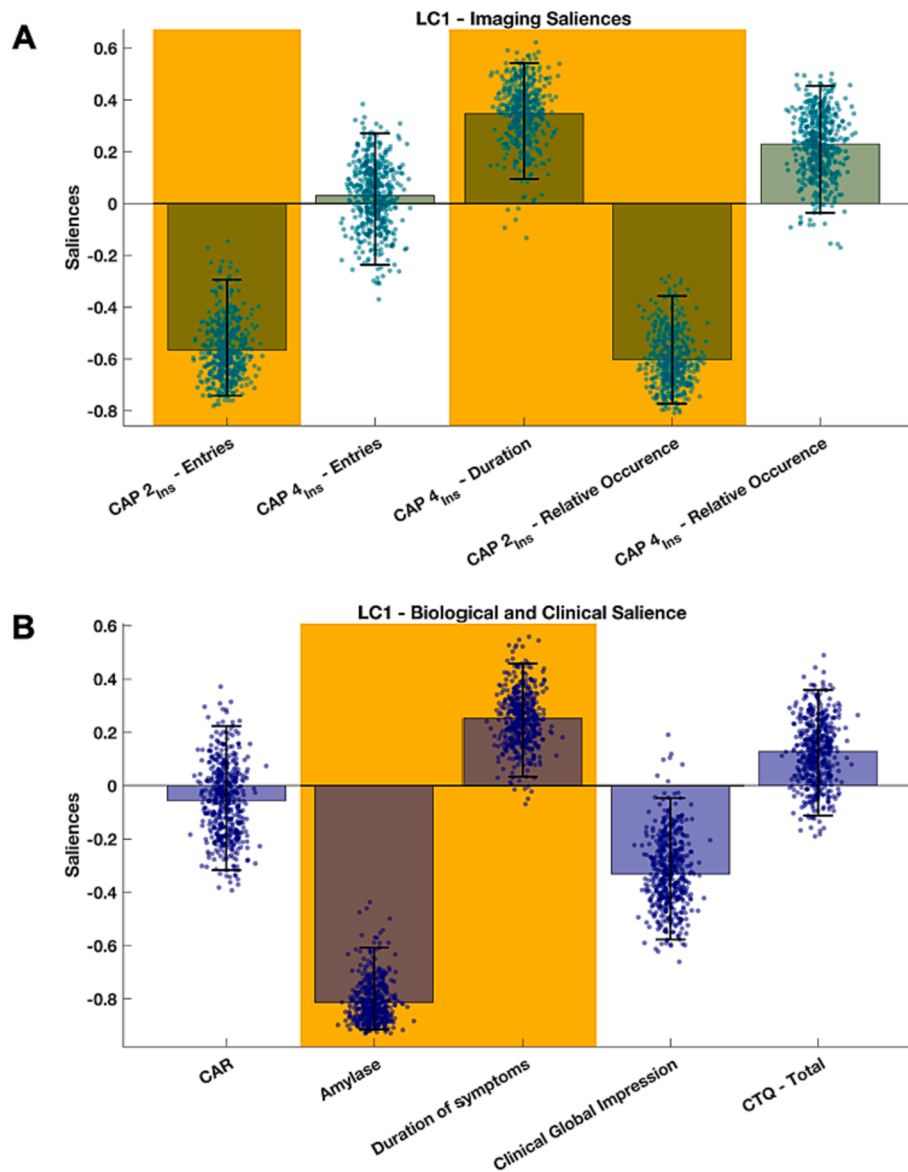 A
LC1 - Imaging Saliences
0.6
0.4
0.2
0
-0.2
-0.4
-0.6
-0.8
Saliences
CAP 2Ins - Entries
CAP 4Ins - Entries
CAP 4Ins - Duration
CAP 2Ins - Relative Occurence
CAP 4Ins - Relative Occurence
B
LC1 - Biological and Clinical Salience
0.6
0.4
0.2
0
-0.2
-0.4
-0.6
-0.8
Saliences
CAR
Amylase
Duration of symptoms
Clinical Global Impression
CTQ - Total